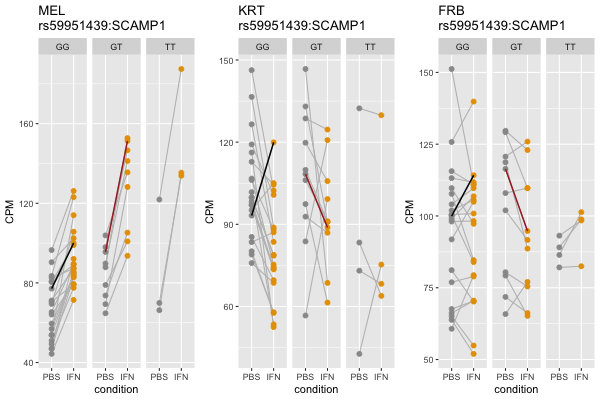 MEL
rs59951439:SCAMP1
GG GT TT
CPM
160
120
80
40
PBS IFN PBS IFN PBS IFN
condition
KRT
rs59951439:SCAMP1
GG GT TT
CPM
150
120
90
60
PBS IFN PBS IFN PBS IFN
condition
FRB
rs59951439:SCAMP1
GG GT TT
CPM
150
125
100
75
50
PBS IFN PBS IFN PBS IFN
condition